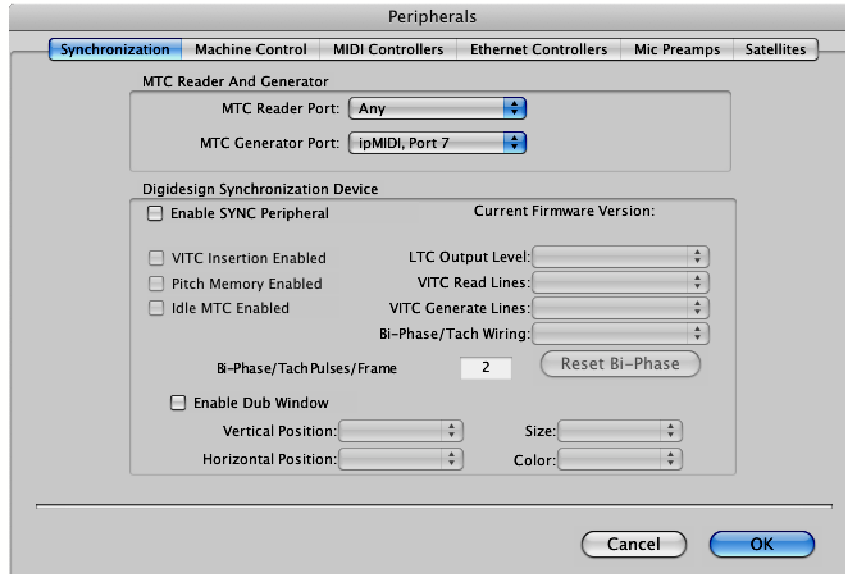 Peripherals
Synchronization Machine Control MIDI Controllers Ethernet Controllers Mic Preamps Satellites
MTC Reader And Generator
MTC Reader Port: Any
MTC Generator Port: ipMIDI, Port 7
Digidesign Synchronization Device
Enable SYNC Peripheral Current Firmware Version:
VITC Insertion Enabled LTC Output Level:
Pitch Memory Enabled VITC Read Lines:
Idle MTC Enabled VITC Generate Lines:
Bi-Phase/Tach Wiring:
Bi-Phase/Tach Pulses/Frame 2 Reset Bi-Phase
Enable Dub Window
Vertical Position: Size:
Horizontal Position: Color:
Cancel OK